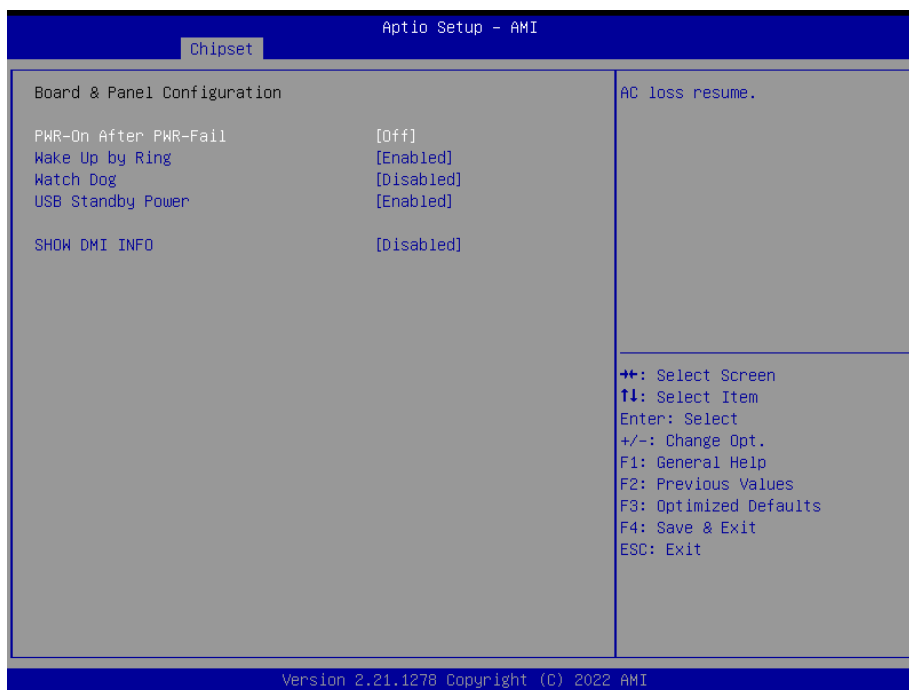 Aptio Setup – AMI
Chipset
Board & Panel Configuration
PWR-On After PWR-Fail [Off]
Wake Up by Ring [Enabled]
Watch Dog [Disabled]
USB Standby Power [Enabled]
SHOW DMI INFO [Disabled]
AC loss resume.
→←: Select Screen
↑↓: Select Item
Enter: Select
+/-: Change Opt.
F1: General Help
F2: Previous Values
F3: Optimized Defaults
F4: Save & Exit
ESC: Exit
Version 2.21.1278 Copyright (C) 2022 AMI